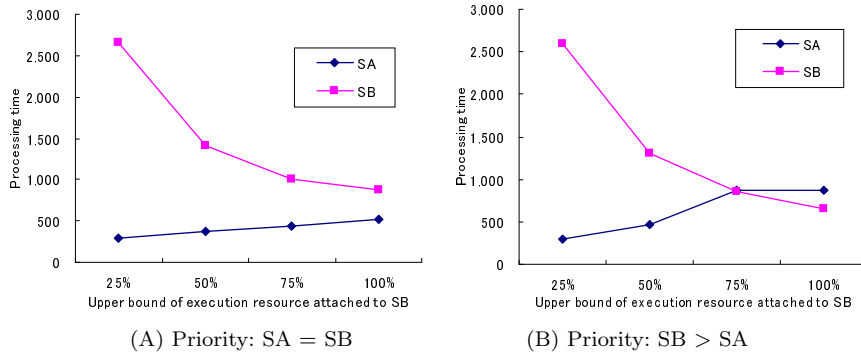 3.000
2.500
2.000
1.500
1.000
500
0
Processing time
SA
SB
25% 50% 75% 100%
Upper bound of execution resource attached to SB
(A) Priority: SA = SB
3.000
2.500
2.000
1.500
1.000
500
0
Processing time
SA
SB
25% 50% 75% 100%
Upper bound of execution resource attached to SB
(B) Priority: SB > SA